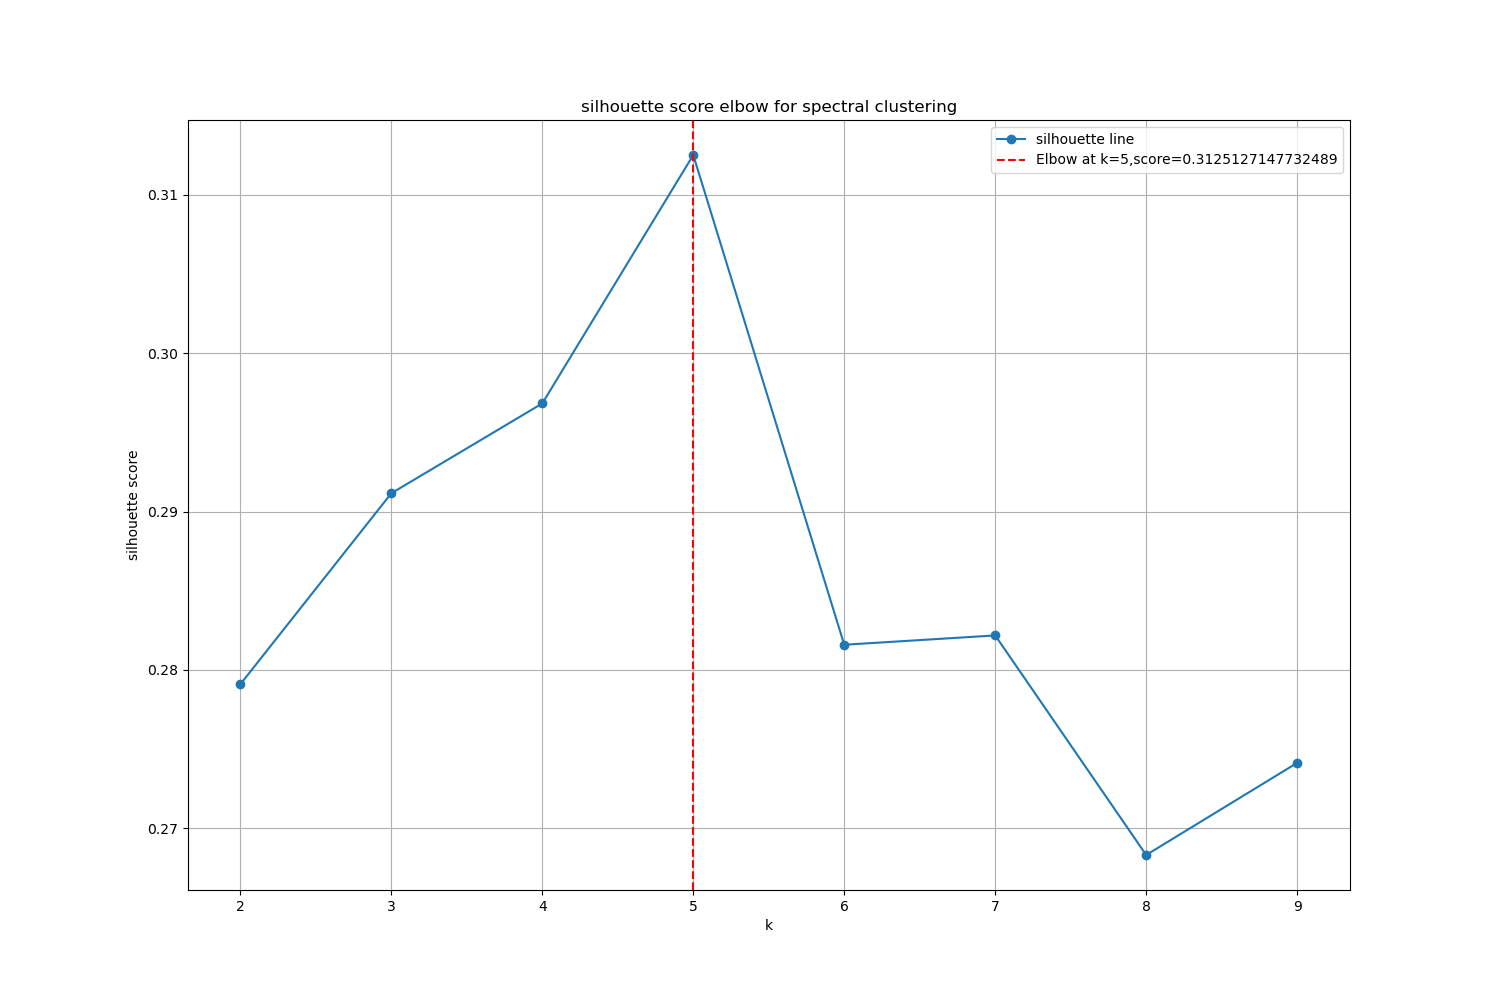 silhouette score elbow for spectral clustering
silhouette line
Elbow at k=5,score=0.3125127147732489
silhouette score
0.31
0.30
0.29
0.28
0.27
2 3 4 5 6 7 8 9
k